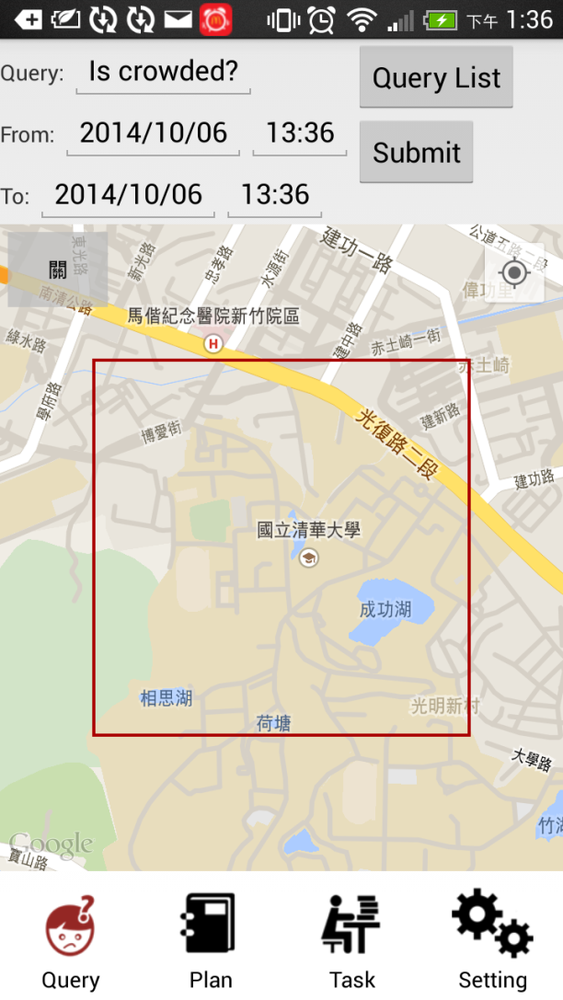 下午 1:36
Query: Is crowded? Query List
From: 2014/10/06 13:36 Submit
To: 2014/10/06 13:36
關
東光路
新光路
忠孝路
水源街
建功一路
公道五路二段
偉功里
南清公路
馬偕紀念醫院新竹院區
H
綠水路
建中路
赤土崎一街
赤土崎
學府路
博愛街
光復路二段
建新路
建功路
國立清華大學
成功湖
相思湖
荷塘
光明新村
大學路
竹湖
Google
寶山路
Query Plan Task Setting